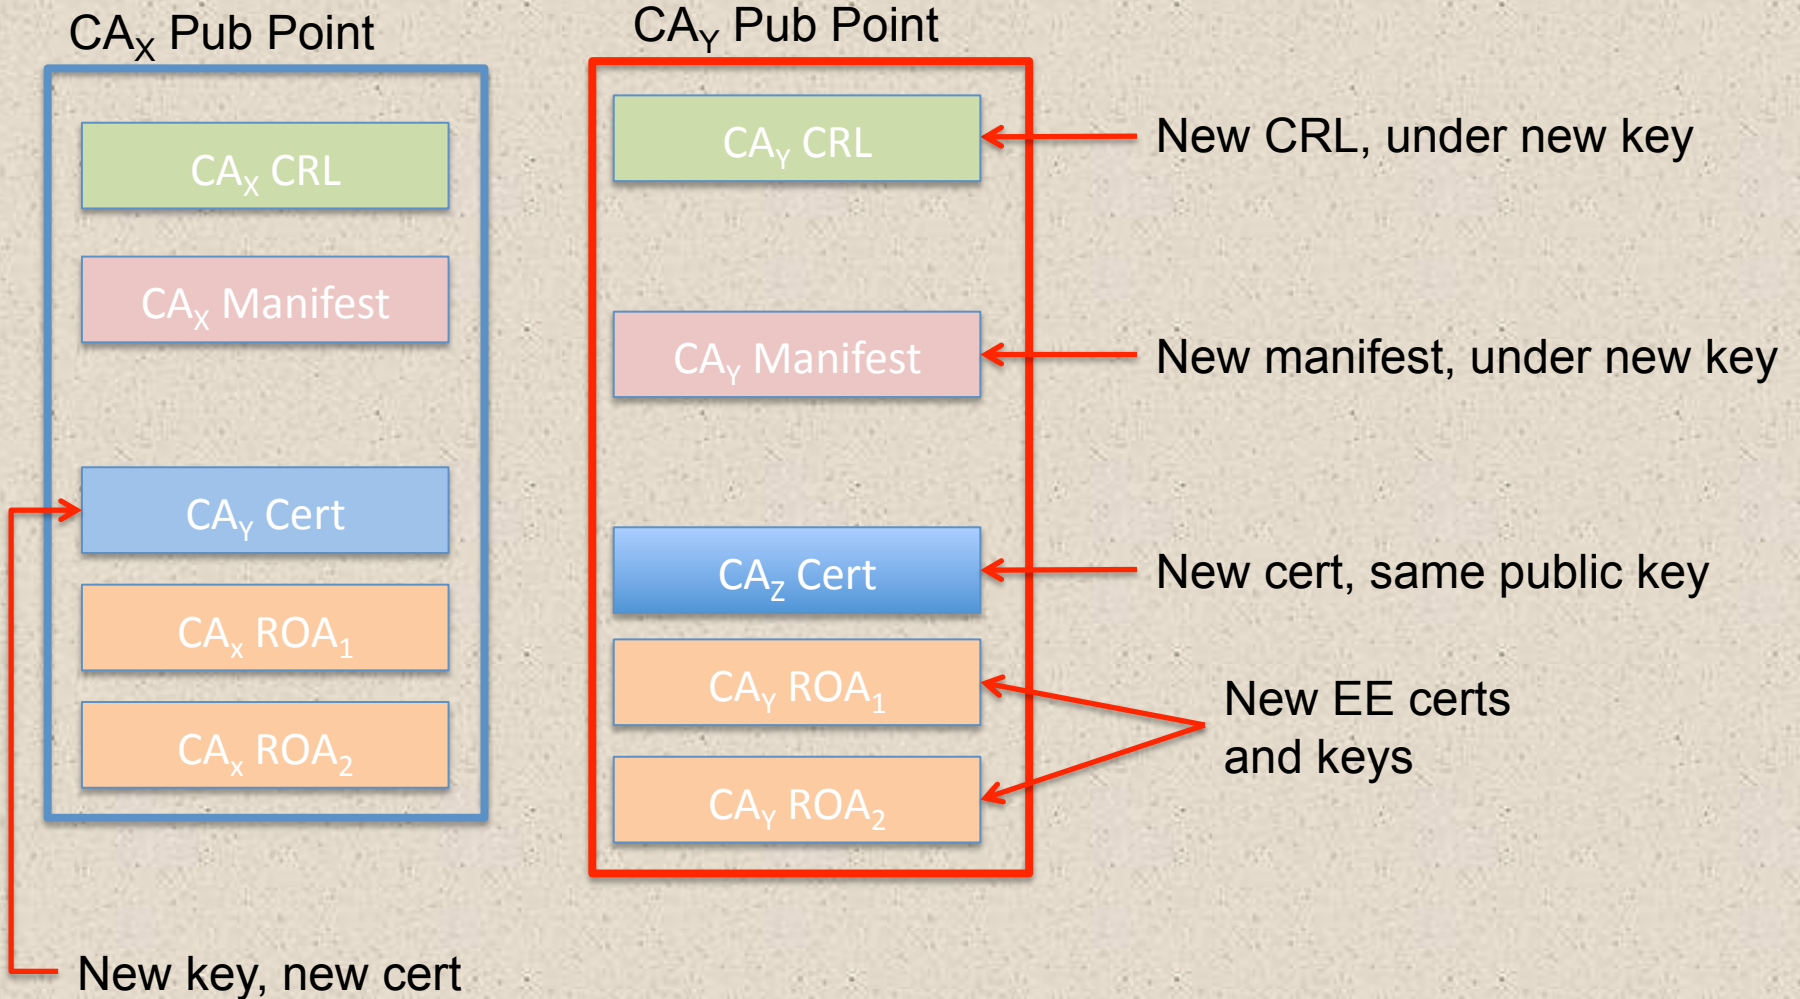 CAX Pub Point
CAX CRL
CAX Manifest
CAY Cert
CAx ROA1
CAx ROA2
New key, new cert
CAY Pub Point
CAY CRL
CAY Manifest
CAZ Cert
CAY ROA1
CAY ROA2
New CRL, under new key
New manifest, under new key
New cert, same public key
New EE certs
and keys